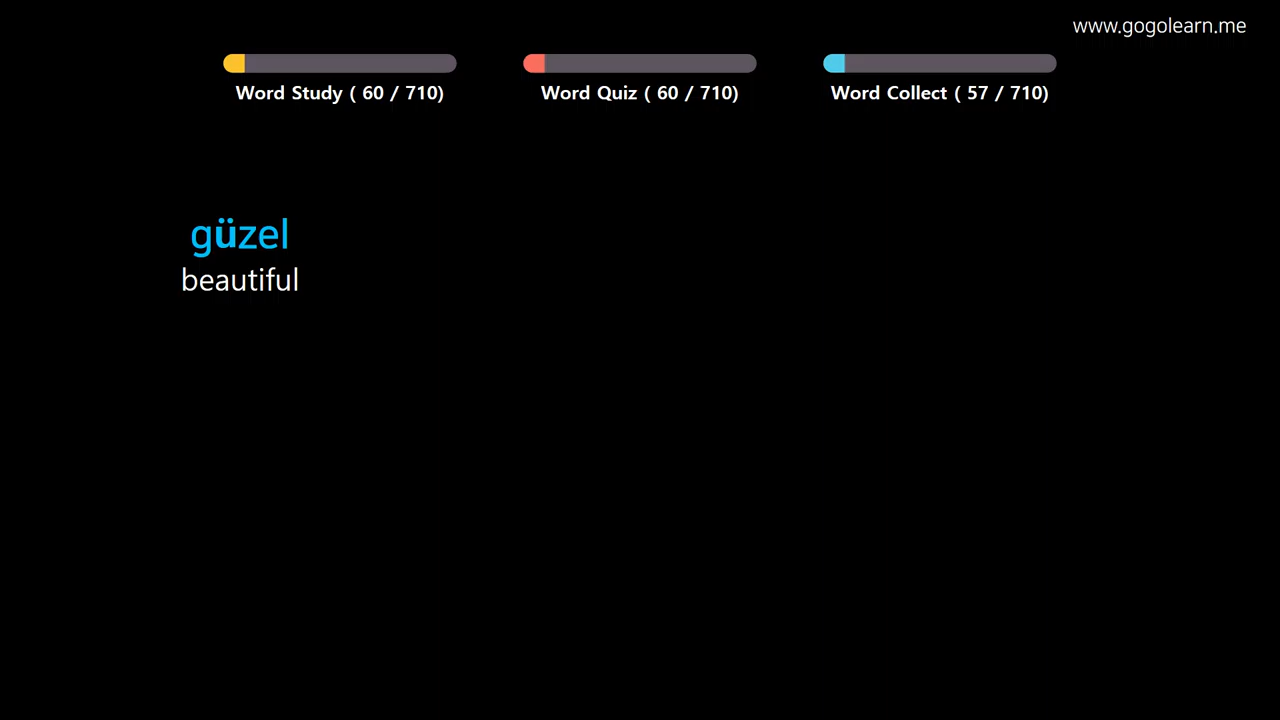 www.gogolearn.me
Word Study ( 60 / 710)
Word Quiz ( 60 / 710)
Word Collect ( 57 / 710)
güzel
beautiful